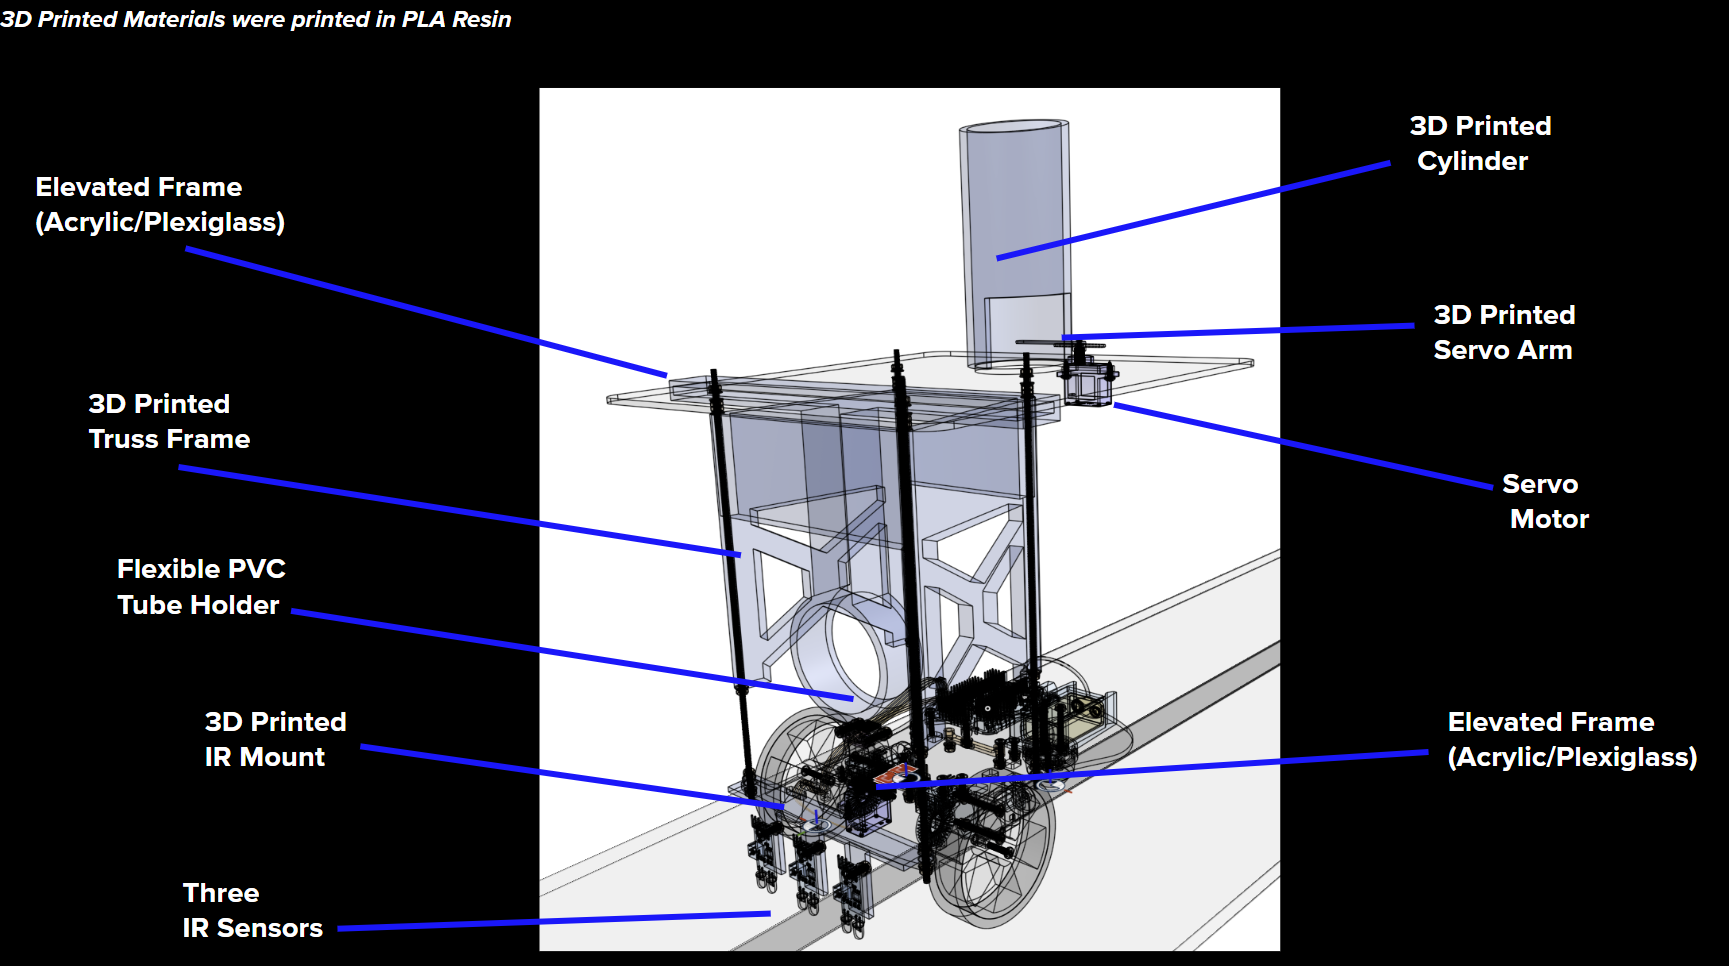 3D Printed Materials were printed in PLA Resin
Elevated Frame
(Acrylic/Plexiglass)
3D Printed
Truss Frame
Flexible PVC
Tube Holder
3D Printed
IR Mount
Three
IR Sensors
3D Printed
Cylinder
3D Printed
Servo Arm
Servo
Motor
Elevated Frame
(Acrylic/Plexiglass)